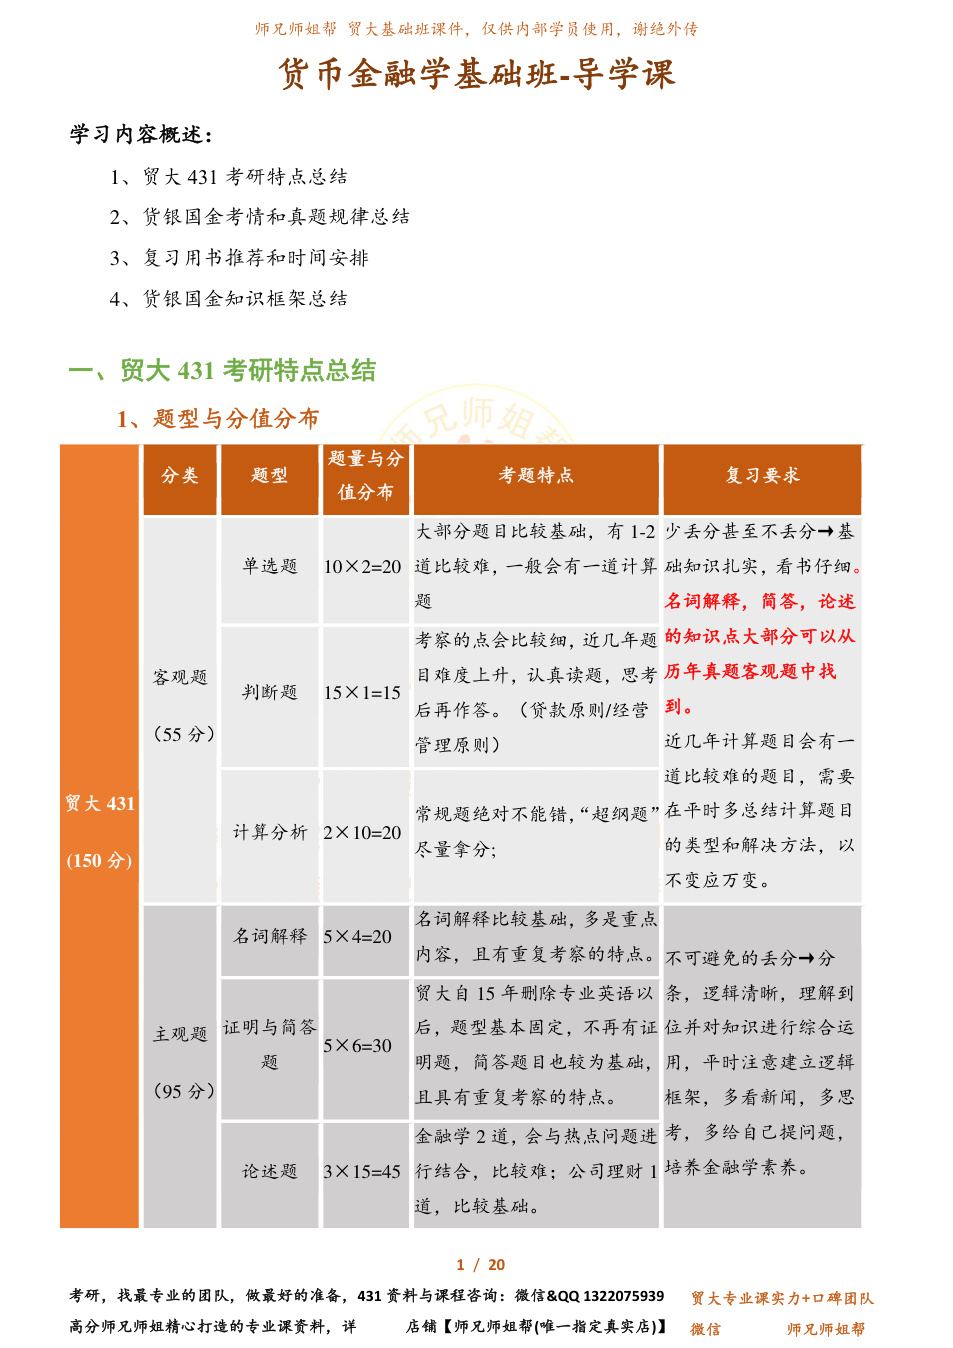 师兄师姐帮 贸大基础班课件，仅供内部学员使用，谢绝外传
货币金融学基础班-导学课
学习内容概述：
1、贸大 431 考研特点总结
2、货银国金考情和真题规律总结
3、复习用书推荐和时间安排
4、货银国金知识框架总结
一、贸大 431 考研特点总结
师兄师姐帮
1、题型与分值分布
分类
题型
题量与分
值分布
考题特点
复习要求
贸大 431
(150 分)
客观题
（55 分）
单选题
10×2=20
大部分题目比较基础，有 1-2
道比较难，一般会有一道计算
题
判断题
15×1=15
考察的点会比较细，近几年题
目难度上升，认真读题，思考
后再作答。（贷款原则/经营
管理原则）
计算分析
2×10=20
常规题绝对不能错，“超纲题”
尽量拿分;
少丢分甚至不丢分→基
础知识扎实，看书仔细。
名词解释，简答，论述
的知识点大部分可以从
历年真题客观题中找
到。
近几年计算题目会有一
道比较难的题目，需要
在平时多总结计算题目
的类型和解决方法，以
不变应万变。
主观题
（95 分）
名词解释
5×4=20
名词解释比较基础，多是重点
内容，且有重复考察的特点。
证明与简答
题
5×6=30
贸大自 15 年删除专业英语以
后，题型基本固定，不再有证
明题，简答题目也较为基础，
且具有重复考察的特点。
论述题
3×15=45
金融学 2 道，会与热点问题进
行结合，比较难；公司理财 1
道，比较基础。
不可避免的丢分→分
条，逻辑清晰，理解到
位并对知识进行综合运
用，平时注意建立逻辑
框架，多看新闻，多思
考，多给自己提问题，
培养金融学素养。
1 / 20
考研，找最专业的团队，做最好的准备，431 资料与课程咨询：微信&QQ 1322075939
高分师兄师姐精心打造的专业课资料，详 店铺【师兄师姐帮(唯一指定真实店)】
贸大专业课实力+口碑团队
微信 师兄师姐帮